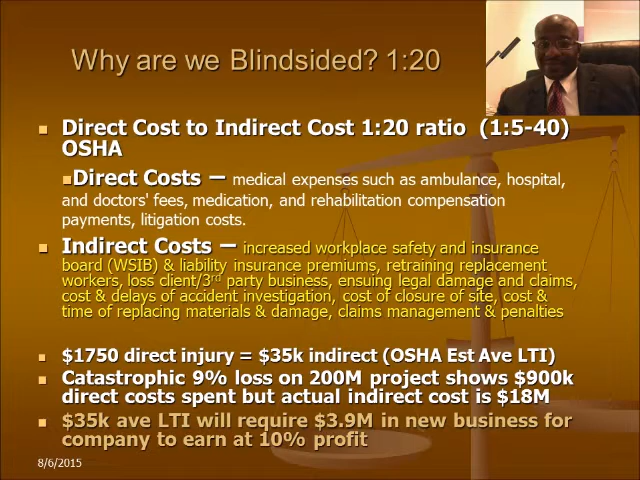 Why are we Blindsided? 1:20
Direct Cost to Indirect Cost 1:20 ratio (1:5-40)
OSHA
Direct Costs – medical expenses such as ambulance, hospital,
and doctors' fees, medication, and rehabilitation compensation
payments, litigation costs.
Indirect Costs – increased workplace safety and insurance
board (WSIB) & liability insurance premiums, retraining replacement
workers, loss client/3rd party business, ensuing legal damage and claims,
cost & delays of accident investigation, cost of closure of site, cost &
time of replacing materials & damage, claims management & penalties
$1750 direct injury = $35k indirect (OSHA Est Ave LTI)
Catastrophic 9% loss on 200M project shows $900k
direct costs spent but actual indirect cost is $18M
$35k ave LTI will require $3.9M in new business for
company to earn at 10% profit
8/6/2015